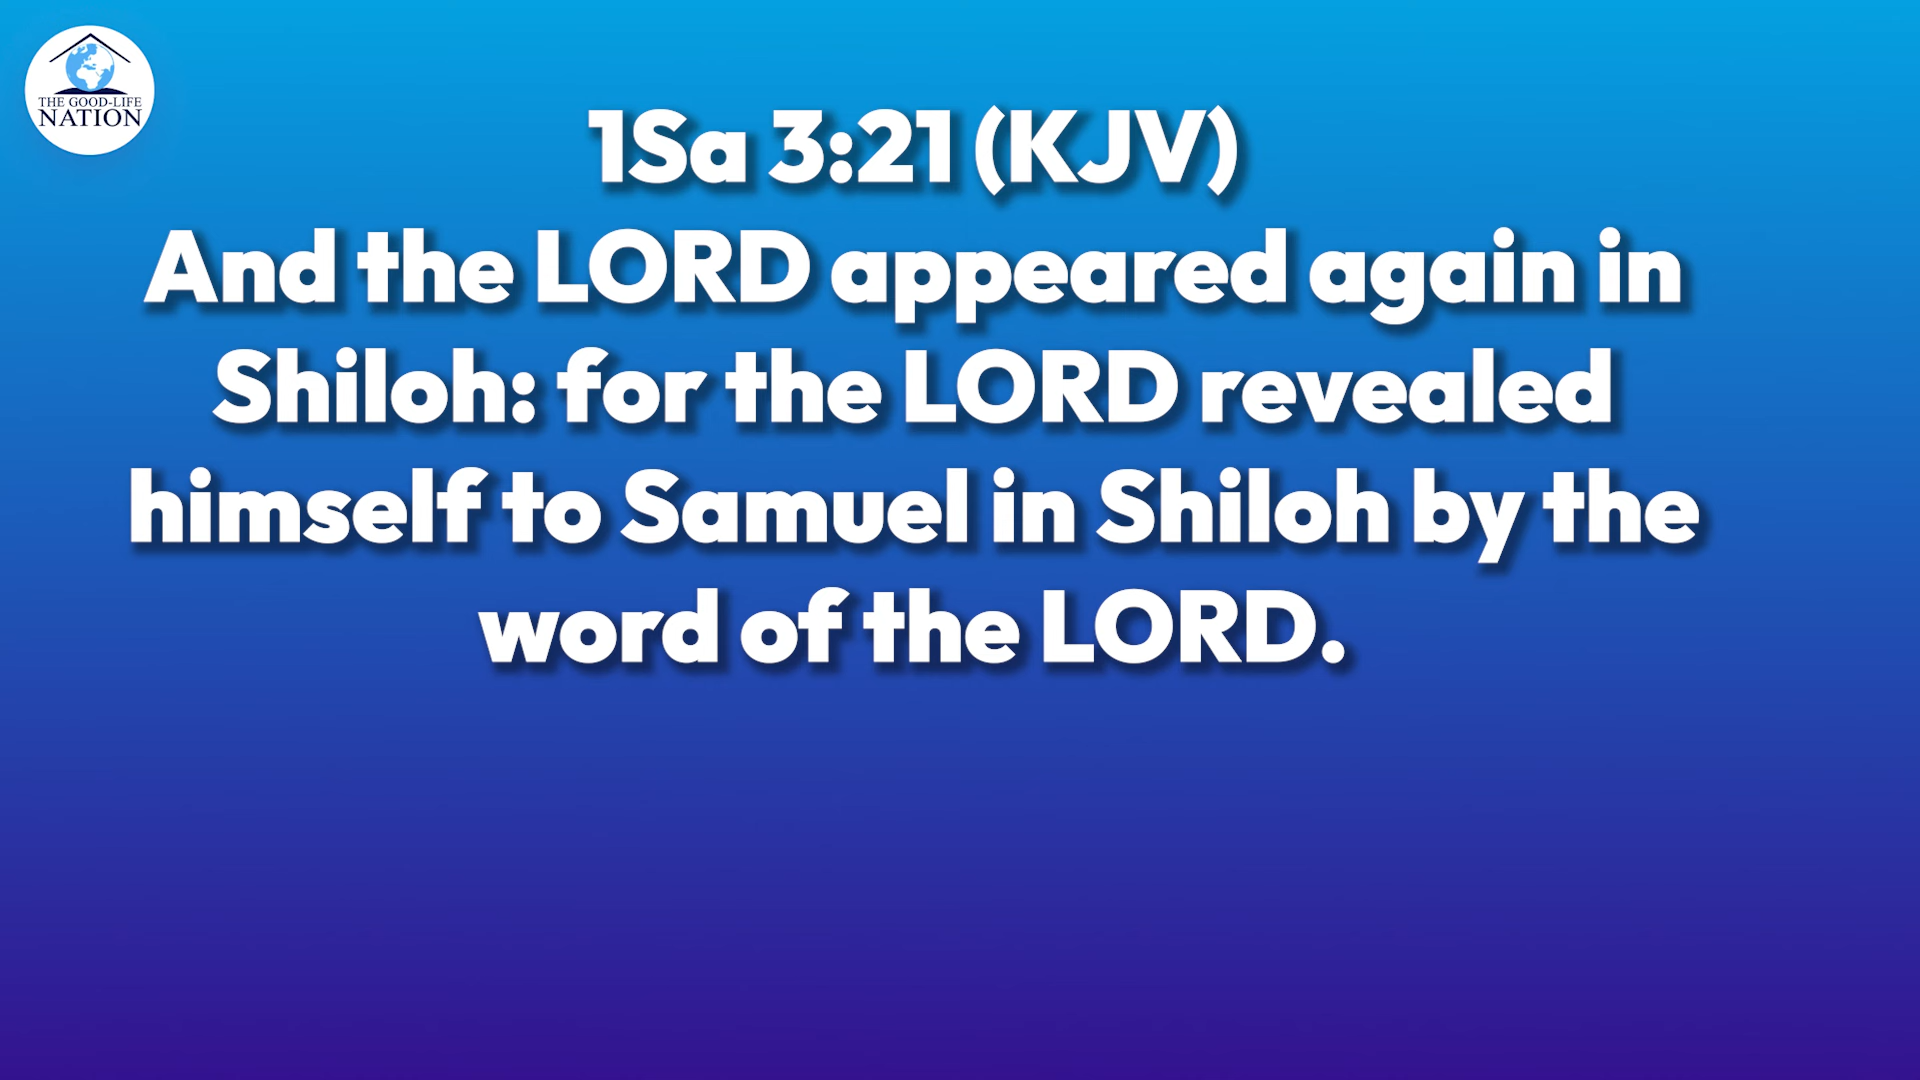 THE GOOD-LIFE
NATION
1Sa 3:21 (KJV)
And the LORD appeared again in
Shiloh: for the LORD revealed
himself to Samuel in Shiloh by the
word of the LORD.